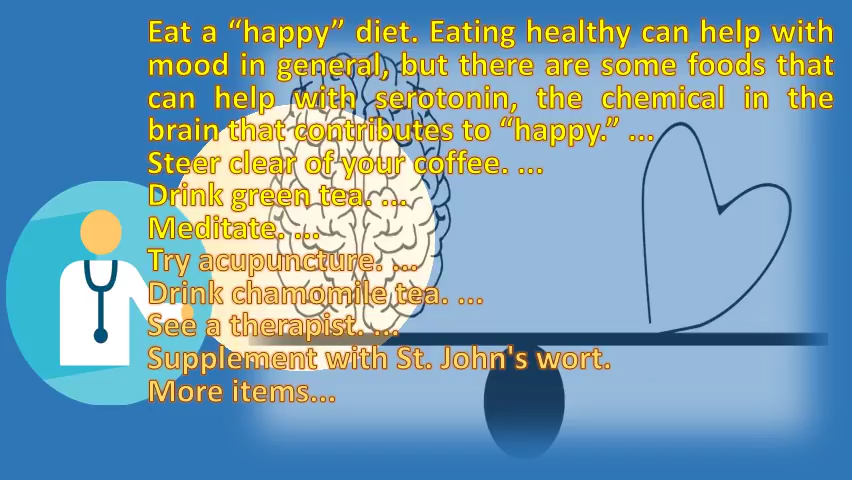 Eat a “happy” diet. Eating healthy can help with
mood in general, but there are some foods that
can help with serotonin, the chemical in the
brain that contributes to “happy.” ...
Steer clear of your coffee. ...
Drink green tea. ...
Meditate. ...
Try acupuncture. ...
Drink chamomile tea. ...
See a therapist. ...
Supplement with St. John's wort.
More items...